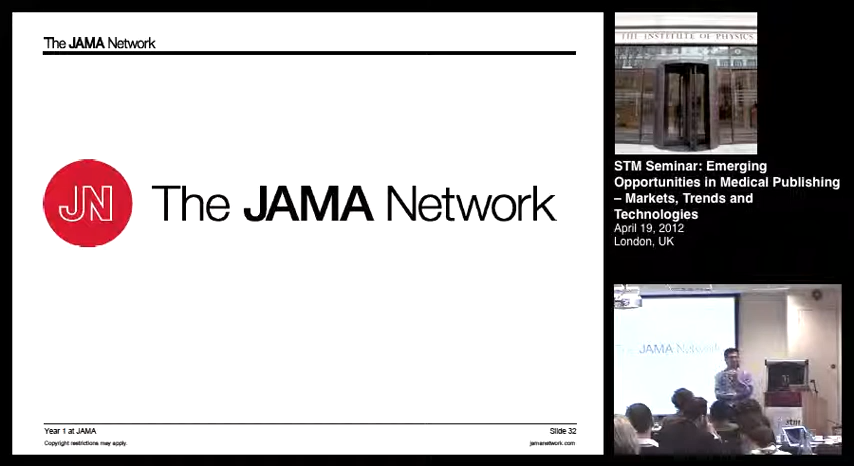 The JAMA Network
JN The JAMA Network
Year 1 at JAMA
Slide 32
Copyright restrictions may apply.
jamanetwork.com
THE INSTITUTE OF PHYSICS
STM Seminar: Emerging
Opportunities in Medical Publishing
– Markets, Trends and
Technologies
April 19, 2012
London, UK
The JAMA Network
stm